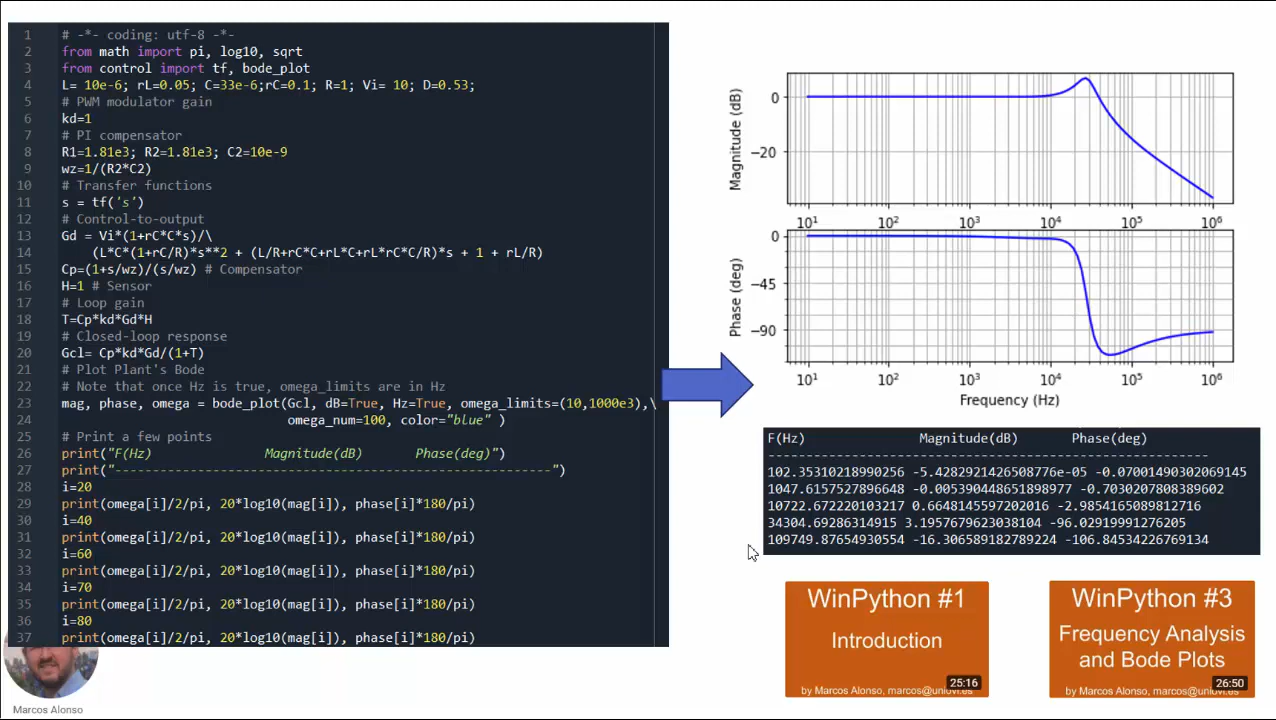 1 # -*- coding: utf-8 -*-
2 from math import pi, log10, sqrt
3 from control import tf, bode_plot
4 L= 10e-6; rL=0.05; C=33e-6;rC=0.1; R=1; Vi= 10; D=0.53;
5 # PWM modulator gain
6 kd=1
7 # PI compensator
8 R1=1.81e3; R2=1.81e3; C2=10e-9
9 wz=1/(R2*C2)
10 # Transfer functions
11 s = tf('s')
12 # Control-to-output
13 Gd = Vi*(1+rC*C*s)/\
14 (L*C*(1+rC/R)*s**2 + (L/R+rC*C+rL*C+rL*rC*C/R)*s + 1 + rL/R)
15 Cp=(1+s/wz)/(s/wz) # Compensator
16 H=1 # Sensor
17 # Loop gain
18 T=Cp*kd*Gd*H
19 # Closed-loop response
20 Gcl= Cp*kd*Gd/(1+T)
21 # Plot Plant's Bode
22 # Note that once Hz is true, omega_limits are in Hz
23 mag, phase, omega = bode_plot(Gcl, dB=True, Hz=True, omega_limits=(10,1000e3),\
24 omega_num=100, color="blue" )
25 # Print a few points
26 print("F(Hz) Magnitude(dB) Phase(deg)")
27 print("-------------------------------------------------------")
28 i=20
29 print(omega[i]/2/pi, 20*log10(mag[i]), phase[i]*180/pi)
30 i=40
31 print(omega[i]/2/pi, 20*log10(mag[i]), phase[i]*180/pi)
32 i=60
33 print(omega[i]/2/pi, 20*log10(mag[i]), phase[i]*180/pi)
34 i=70
35 print(omega[i]/2/pi, 20*log10(mag[i]), phase[i]*180/pi)
36 i=80
37 print(omega[i]/2/pi, 20*log10(mag[i]), phase[i]*180/pi)
Marcos Alonso
Magnitude (dB)
0
−20
10¹ 10² 10³ 10⁴ 10⁵ 10⁶
Phase (deg)
0
−45
−90
10¹ 10² 10³ 10⁴ 10⁵ 10⁶
Frequency (Hz)
F(Hz) Magnitude(dB) Phase(deg)
-------------------------------------------------------
102.35310218990256 -5.4282921426508776e-05 -0.07001490302069145
1047.6157527896648 -0.005390448651898977 -0.7030207808389602
10722.672220103217 0.6648145597202016 -2.9854165089812716
34304.69286314915 3.1957679623038104 -96.02919991276205
109749.87654930554 -16.306589182789224 -106.84534226769134
WinPython #1
Introduction
25:16
by Marcos Alonso, marcos@uniovi.es
WinPython #3
Frequency Analysis
and Bode Plots
26:50
by Marcos Alonso, marcos@uniovi.es